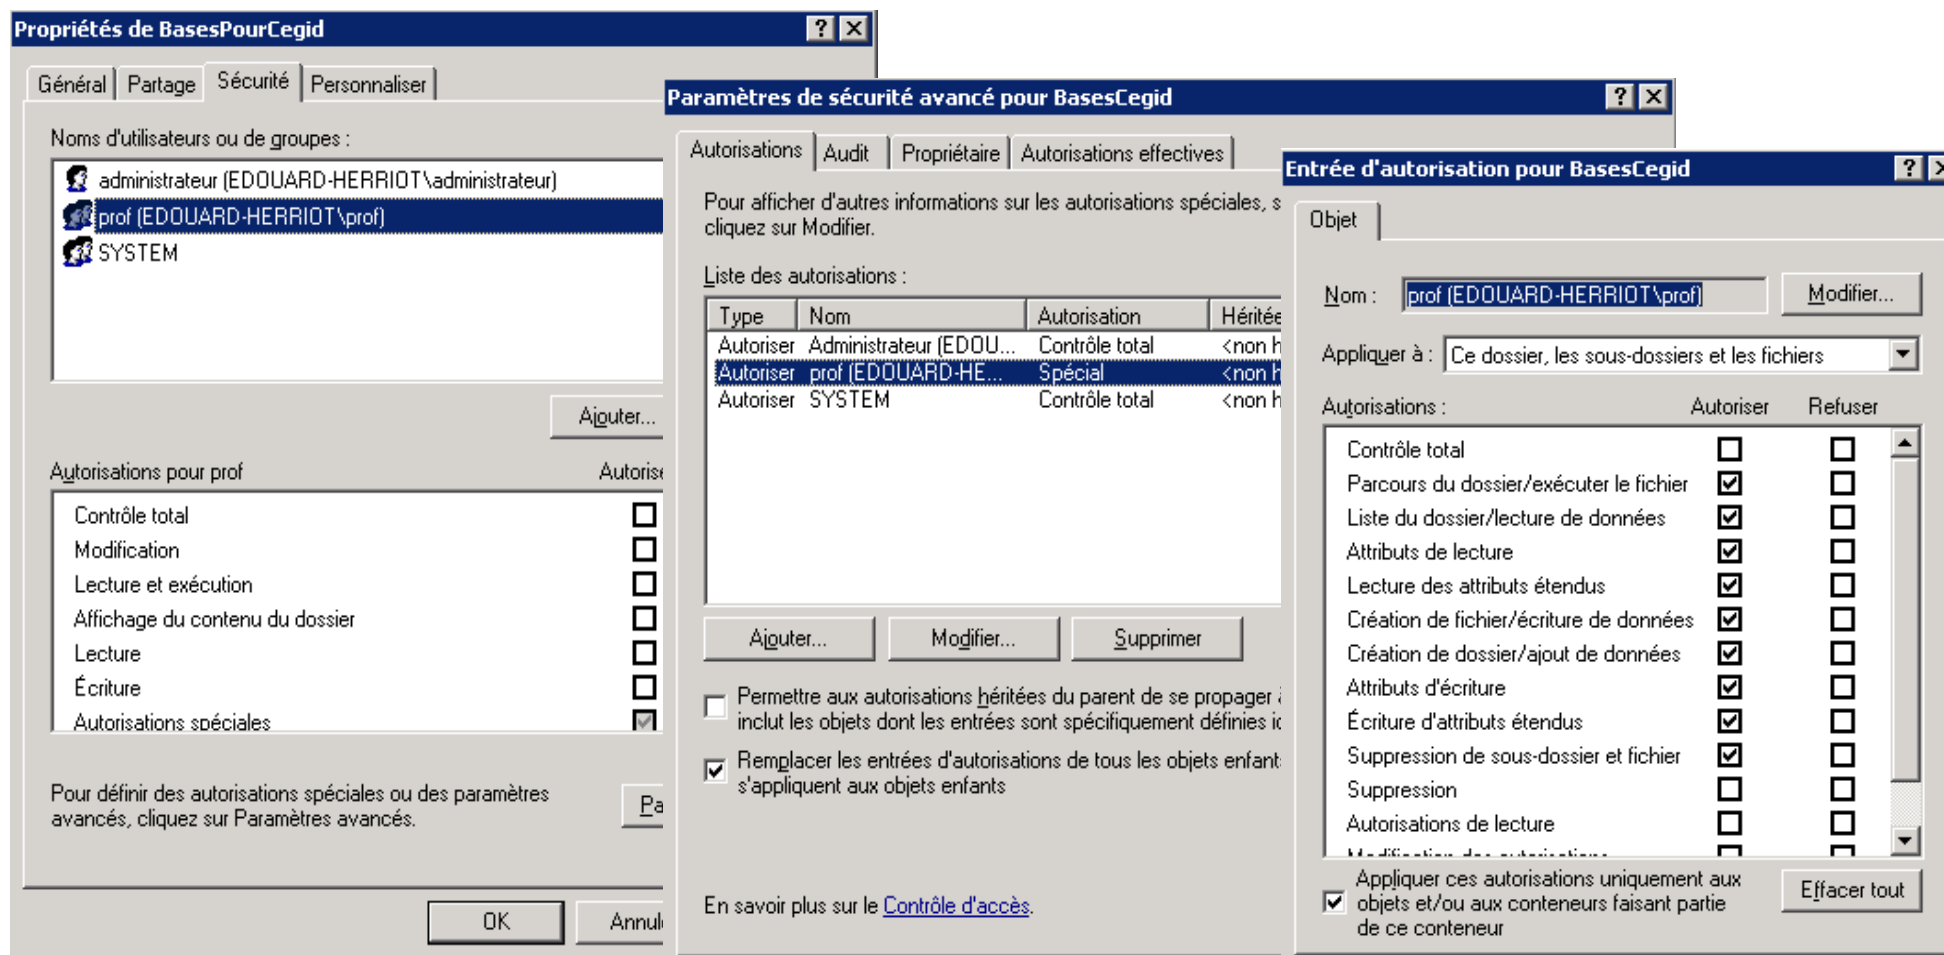 Propriétés de BasesPourCegid
Général Partage Sécurité Personnaliser
Noms d'utilisateurs ou de groupes :
administrateur (EDOUARD-HERRIOT\administrateur)
prof (EDOUARD-HERRIOT\prof)
SYSTEM
Ajouter...
Autorisations pour prof
Contrôle total
Modification
Lecture et exécution
Affichage du contenu du dossier
Lecture
Écriture
Autorisations spéciales
Pour définir des autorisations spéciales ou des paramètres
avancés, cliquez sur Paramètres avancés.
OK
Paramètres de sécurité avancé pour BasesCegid
Autorisations Audit Propriétaire Autorisations effectives
Pour afficher d'autres informations sur les autorisations spéciales, s
cliquez sur Modifier.
Liste des autorisations :
Type Nom Autorisation Héritée
Autoriser Administrateur (EDOU... Contrôle total <non h
Autoriser prof (EDOUARD-HE... Spécial <non h
Autoriser SYSTEM Contrôle total <non h
Ajouter... Modifier... Supprimer
Permettre aux autorisations héritées du parent de se propager
inclut les objets dont les entrées sont spécifiquement définies
Remplacer les entrées d'autorisations de tous les objets enfant
s'appliquent aux objets enfants
En savoir plus sur le Contrôle d'accès.
Entrée d'autorisation pour BasesCegid
Objet
Nom : prof (EDOUARD-HERRIOT\prof) Modifier...
Appliquer à : Ce dossier, les sous-dossiers et les fichiers
Autorisations : Autoriser Refuser
Contrôle total
Parcours du dossier/exécuter le fichier
Liste du dossier/lecture de données
Attributs de lecture
Lecture des attributs étendus
Création de fichier/écriture de données
Création de dossier/ajout de données
Attributs d'écriture
Écriture d'attributs étendus
Suppression de sous-dossier et fichier
Suppression
Autorisations de lecture
Appliquer ces autorisations uniquement aux
objets et/ou aux conteneurs faisant partie
de ce conteneur
Effacer tout